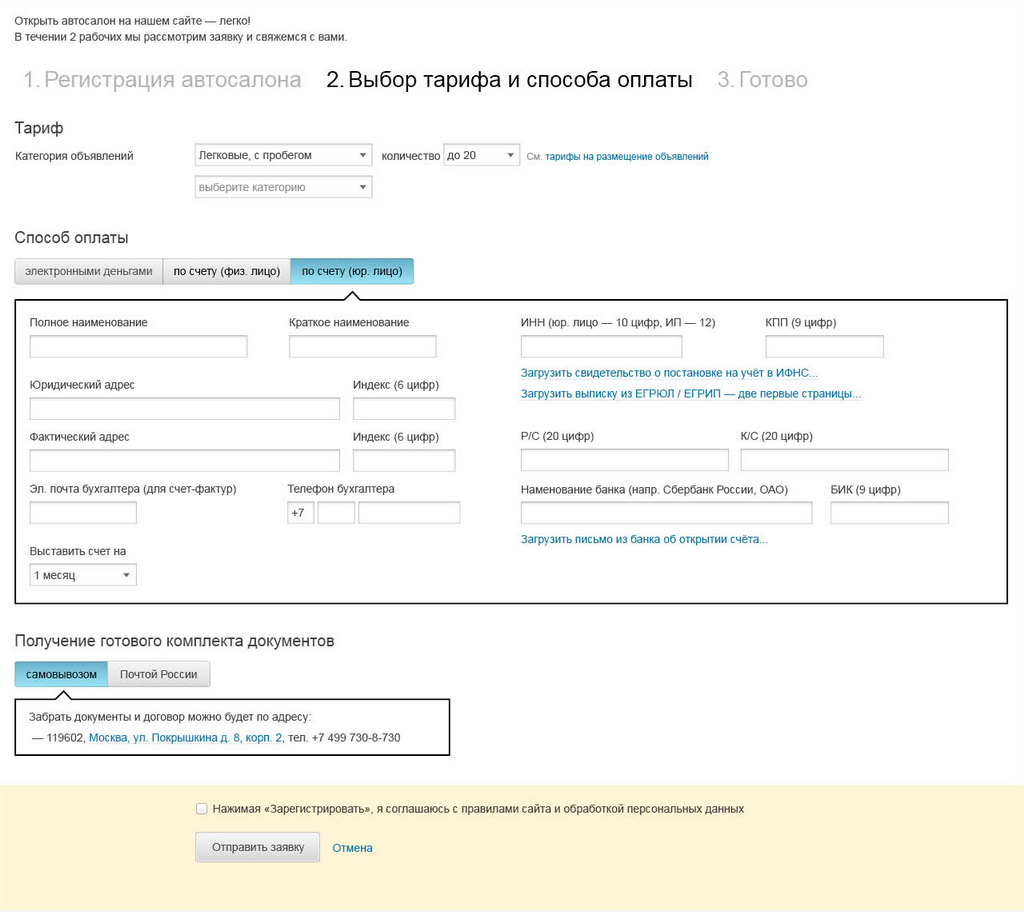 Открыть автосалон на нашем сайте — легко!
В течении 2 рабочих мы рассмотрим заявку и свяжемся с вами.
1. Регистрация автосалона 2. Выбор тарифа и способа оплаты 3. Готово
Тариф
Категория объявлений Легковые, с пробегом количество до 20 См. тарифы на размещение объявлений
выберите категорию
Способ оплаты
электронными деньгами по счету (физ. лицо) по счету (юр. лицо)
Полное наименование Краткое наименование ИНН (юр. лицо — 10 цифр, ИП — 12) КПП (9 цифр)
Загрузить свидетельство о постановке на учёт в ИФНС...
Юридический адрес Индекс (6 цифр)
Загрузить выписку из ЕГРЮЛ / ЕГРИП — две первые страницы...
Фактический адрес Индекс (6 цифр) Р/С (20 цифр) К/С (20 цифр)
Эл. почта бухгалтера (для счет-фактур) Телефон бухгалтера Наменование банка (напр. Сбербанк России, ОАО) БИК (9 цифр)
+7
Загрузить письмо из банка об открытии счёта...
Выставить счет на
1 месяц
Получение готового комплекта документов
самовывозом Почтой России
Забрать документы и договор можно будет по адресу:
— 119602, Москва, ул. Покрышкина д. 8, корп. 2, тел. +7 499 730-8-730
Нажимая «Зарегистрировать», я соглашаюсь с правилами сайта и обработкой персональных данных
Отправить заявку Отмена